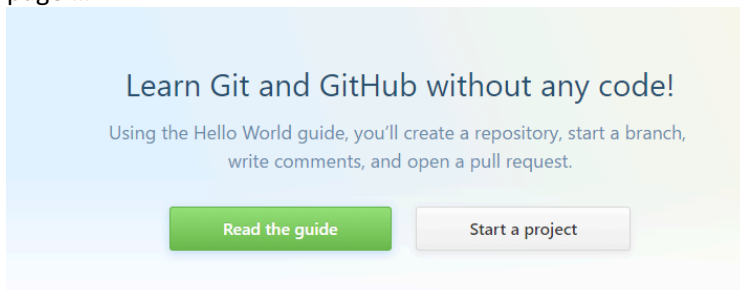 Learn Git and GitHub without any code!
Using the Hello World guide, you'll create a repository, start a branch,
write comments, and open a pull request.
Read the guide
Start a project